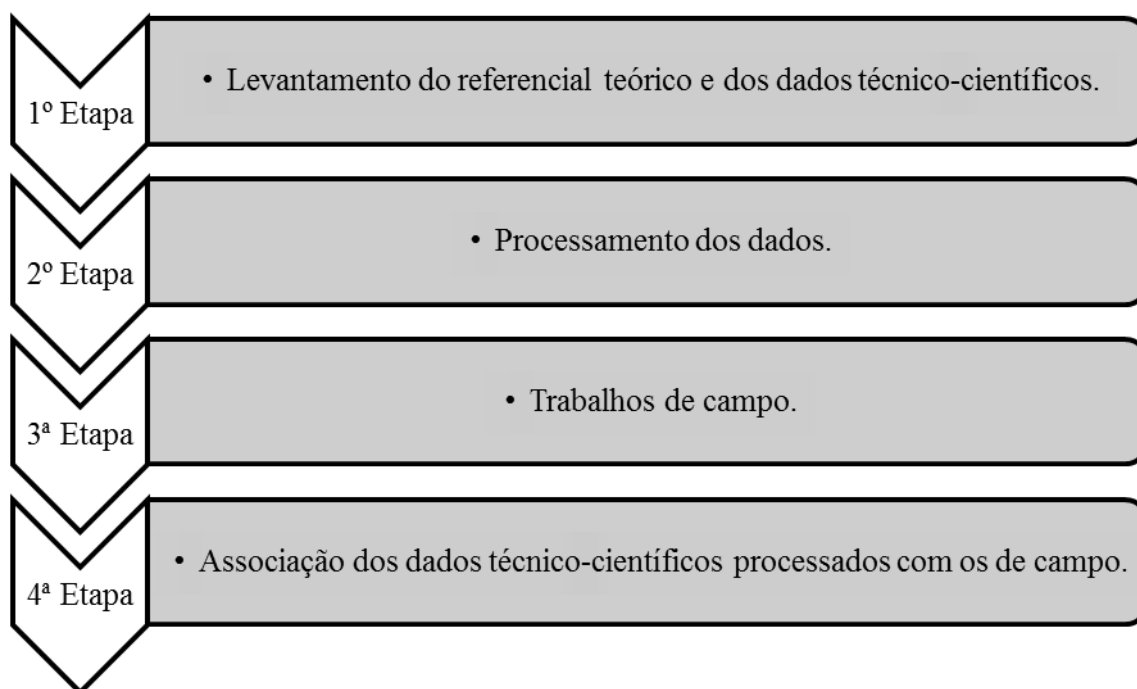 1º Etapa
• Levantamento do referencial teórico e dos dados técnico-científicos.
2º Etapa
• Processamento dos dados.
3ª Etapa
• Trabalhos de campo.
4ª Etapa
• Associação dos dados técnico-científicos processados com os de campo.